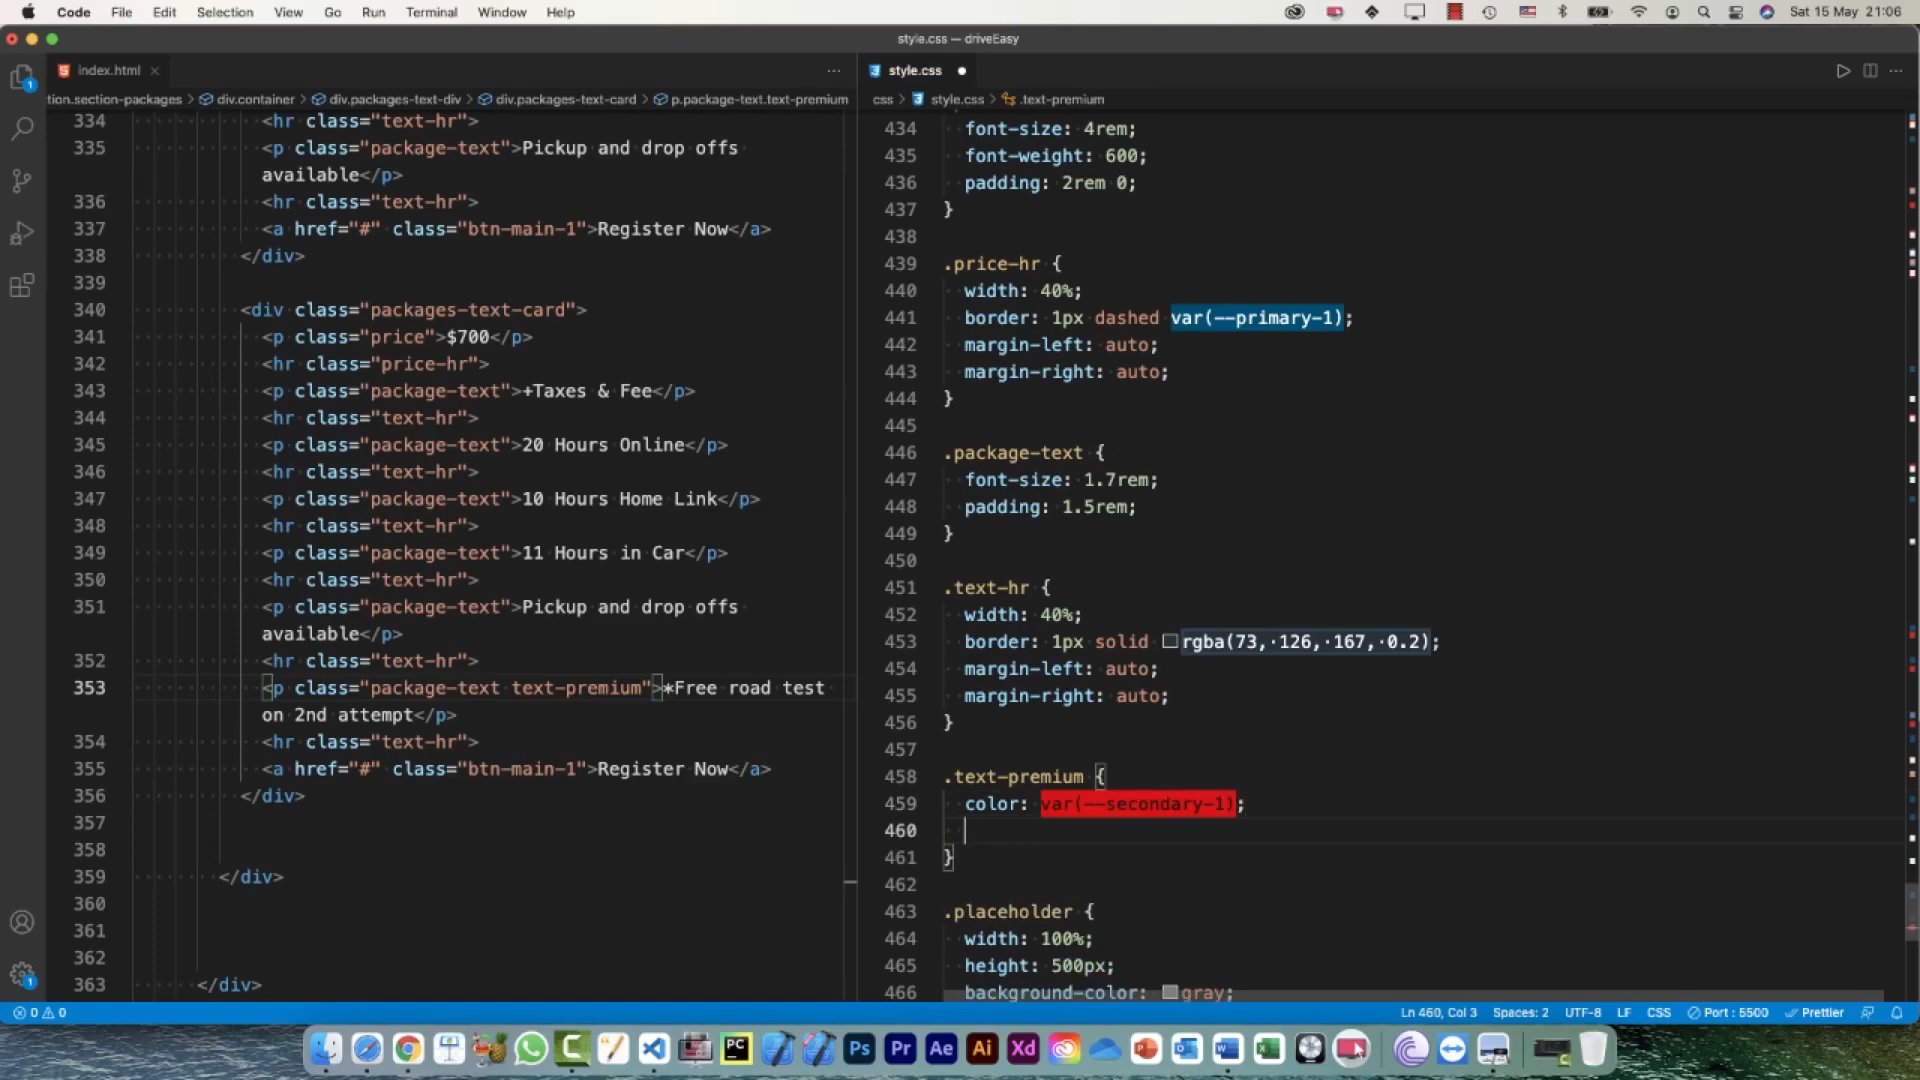 Code File Edit Selection View Go Run Terminal Window Help Sat 15 May 21:06
style.css — driveEasy
index.html
tion.section-packages > div.container > div.packages-text-div > div.packages-text-card > p.package-text.text-premium
334 <hr class="text-hr">
335 <p class="package-text">Pickup and drop offs
available</p>
336 <hr class="text-hr">
337 <a href="#" class="btn-main-1">Register Now</a>
338 </div>
339
340 <div class="packages-text-card">
341 <p class="price">$700</p>
342 <hr class="price-hr">
343 <p class="package-text">+Taxes & Fee</p>
344 <hr class="text-hr">
345 <p class="package-text">20 Hours Online</p>
346 <hr class="text-hr">
347 <p class="package-text">10 Hours Home Link</p>
348 <hr class="text-hr">
349 <p class="package-text">11 Hours in Car</p>
350 <hr class="text-hr">
351 <p class="package-text">Pickup and drop offs
available</p>
352 <hr class="text-hr">
353 <p class="package-text text-premium">*Free road test
on 2nd attempt</p>
354 <hr class="text-hr">
355 <a href="#" class="btn-main-1">Register Now</a>
356 </div>
357
358
359 </div>
360
361
362
363 </div>
style.css
css > style.css > .text-premium
434 font-size: 4rem;
435 font-weight: 600;
436 padding: 2rem 0;
437 }
438
439 .price-hr {
440 width: 40%;
441 border: 1px dashed var(--primary-1);
442 margin-left: auto;
443 margin-right: auto;
444 }
445
446 .package-text {
447 font-size: 1.7rem;
448 padding: 1.5rem;
449 }
450
451 .text-hr {
452 width: 40%;
453 border: 1px solid rgba(73, 126, 167, 0.2);
454 margin-left: auto;
455 margin-right: auto;
456 }
457
458 .text-premium {
459 color: var(--secondary-1);
460
461 }
462
463 .placeholder {
464 width: 100%;
465 height: 500px;
466 background-color: gray;
1
1
0 0 Ln 460, Col 3 Spaces: 2 UTF-8 LF CSS Port : 5500 Prettier
C PC Ps Pr Ae Ai Xd P O W X